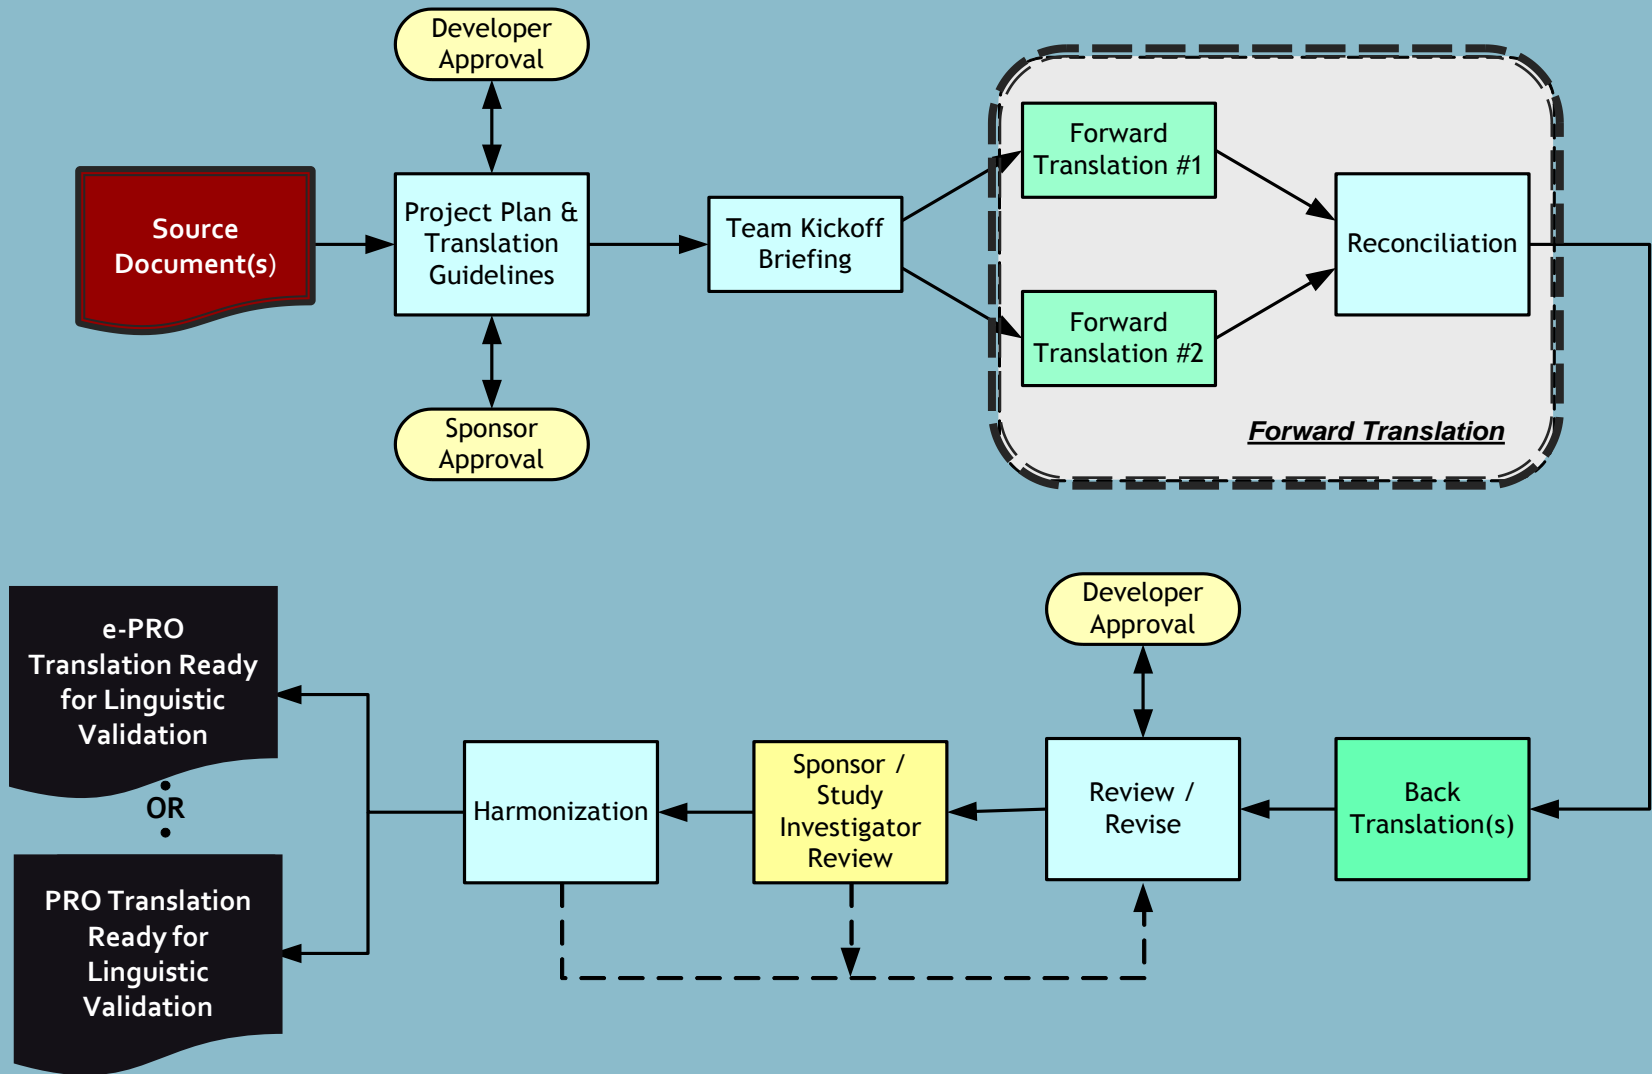 Developer
Approval
Source
Document(s)
Project Plan &
Translation
Guidelines
Sponsor
Approval
Team Kickoff
Briefing
Forward
Translation #1
Forward
Translation #2
Reconciliation
Forward Translation
e-PRO
Translation Ready
for Linguistic
Validation
OR
PRO Translation
Ready for
Linguistic
Validation
Harmonization
Sponsor /
Study
Investigator
Review
Developer
Approval
Review /
Revise
Back
Translation(s)